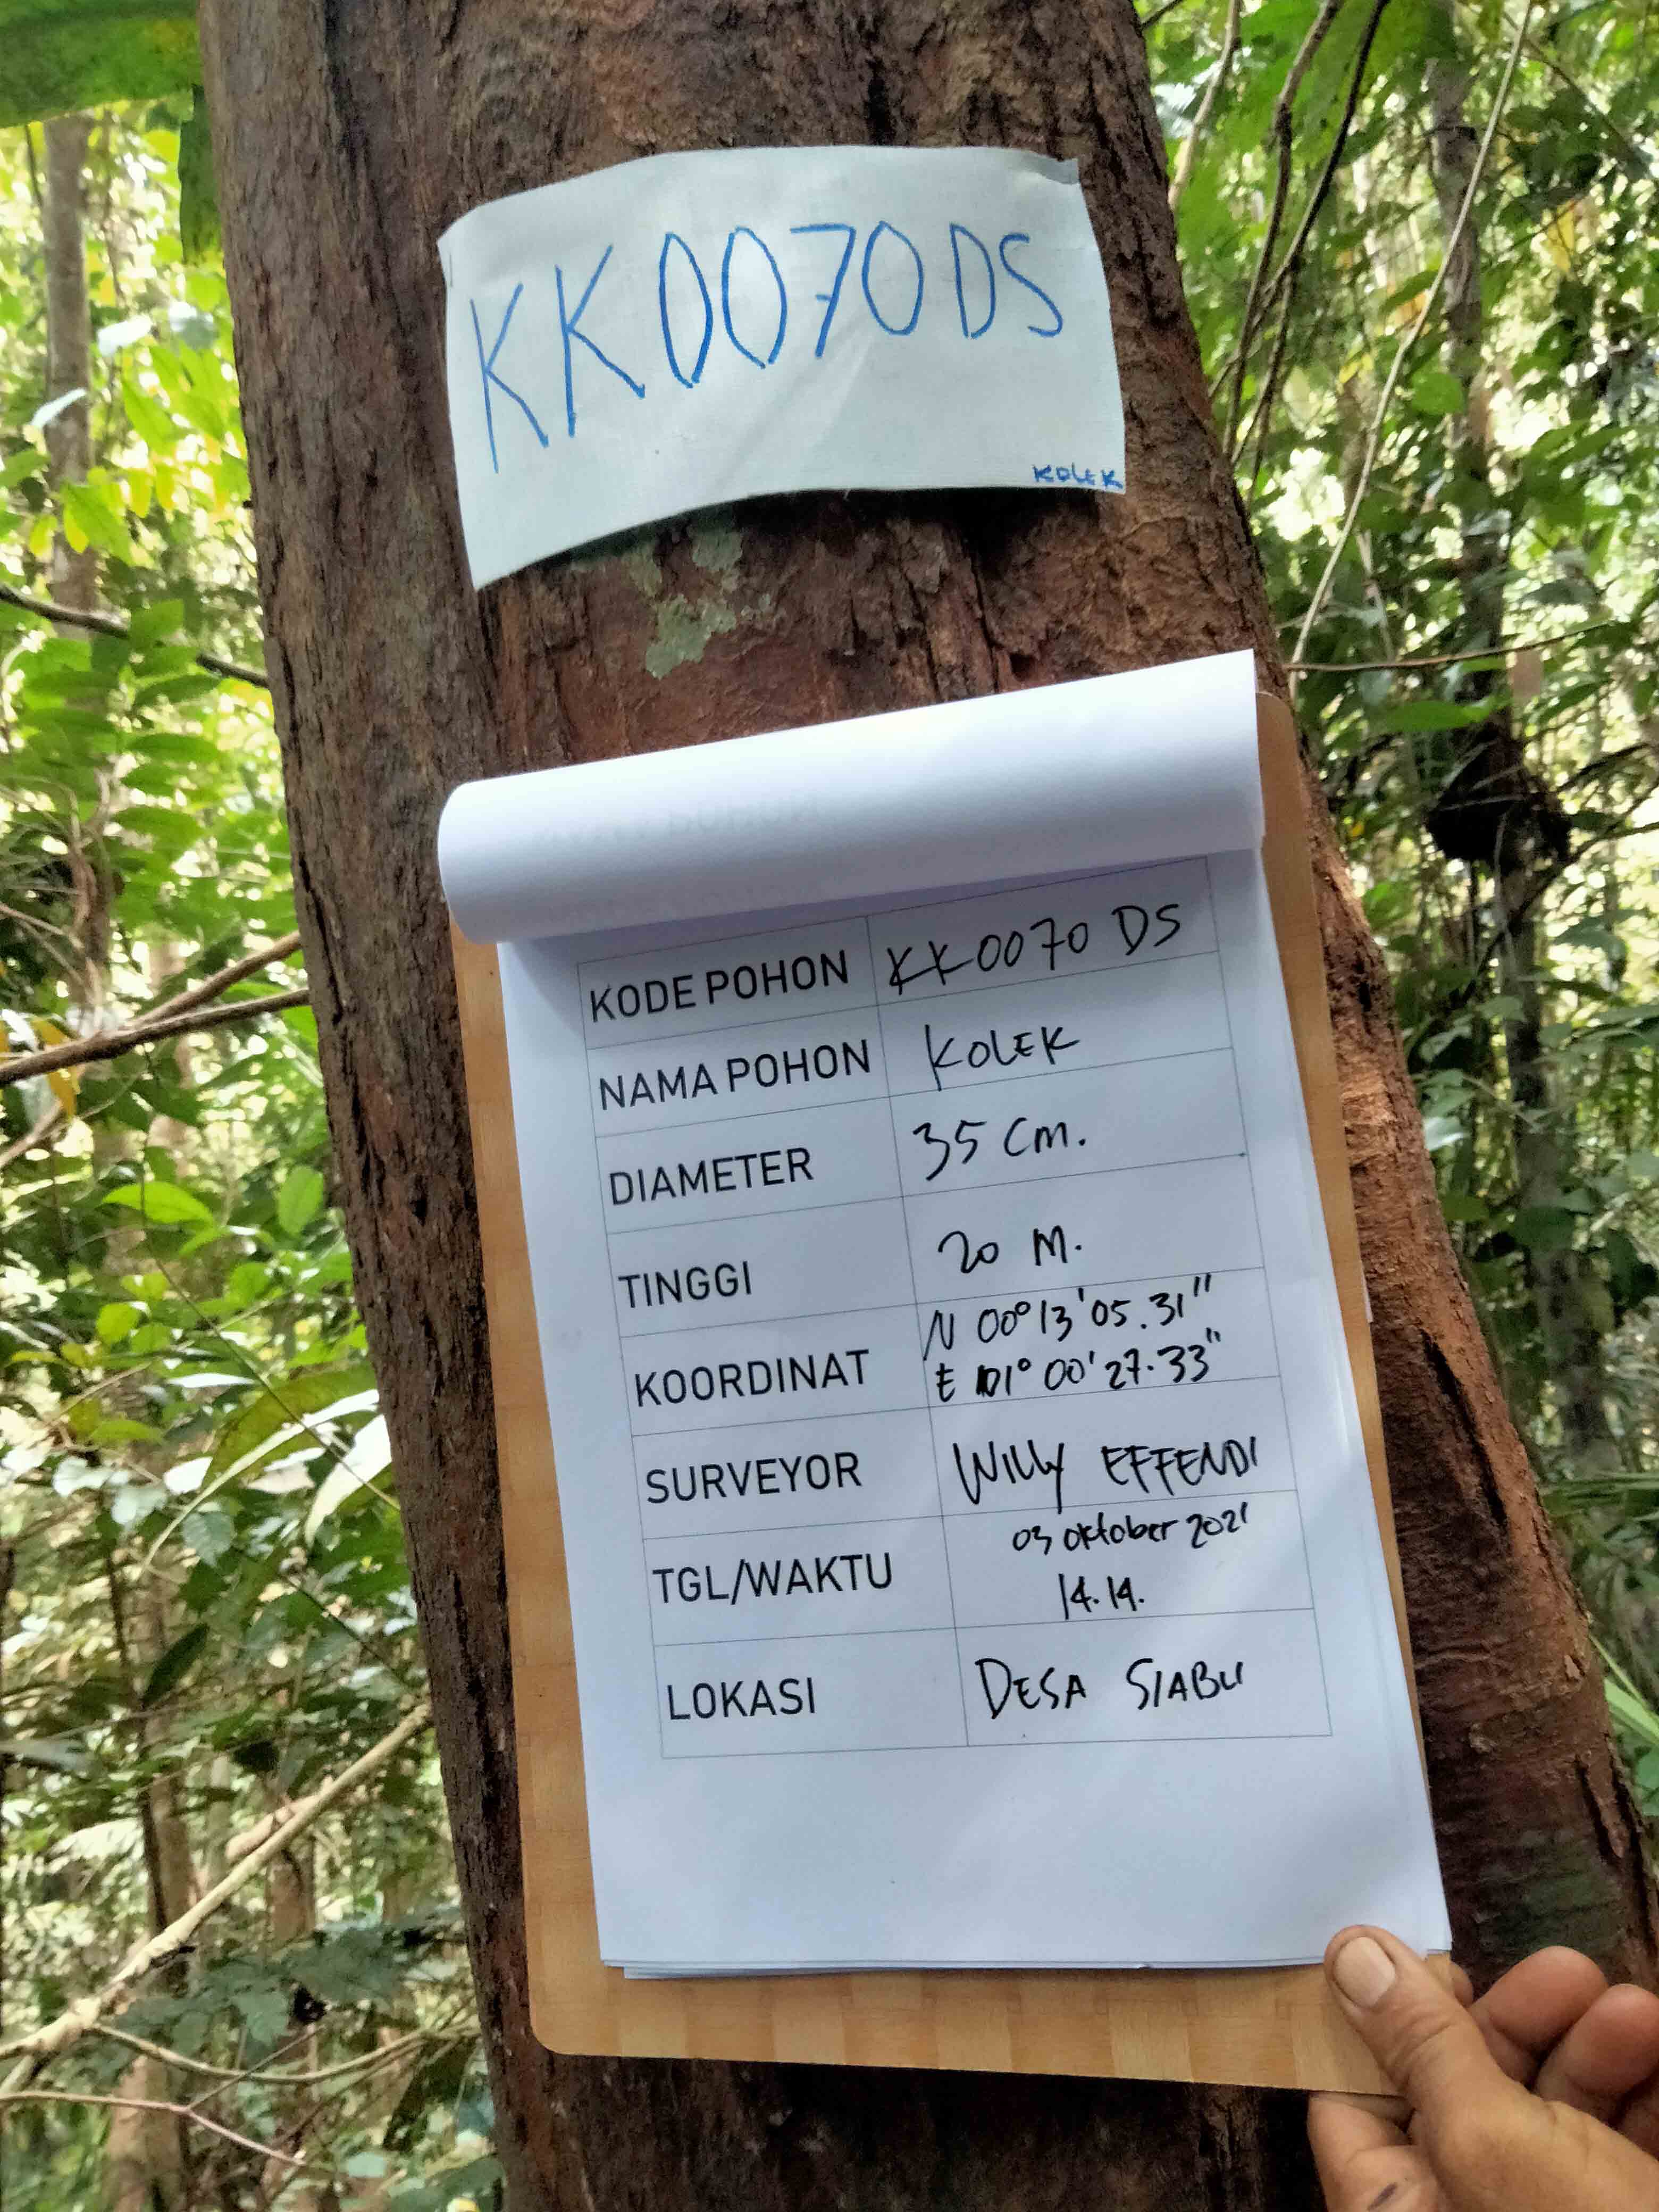 KK0070DS
KOLEK
KODE POHON KK0070 DS
NAMA POHON KOLEK
DIAMETER 35 cm.
TINGGI 20 M.
KOORDINAT N 00°13'05.31"
E 101°00'27.33"
SURVEYOR WILLY EFFENDI
TGL/WAKTU 03 oktober 2021
14.14.
LOKASI DESA SIABU